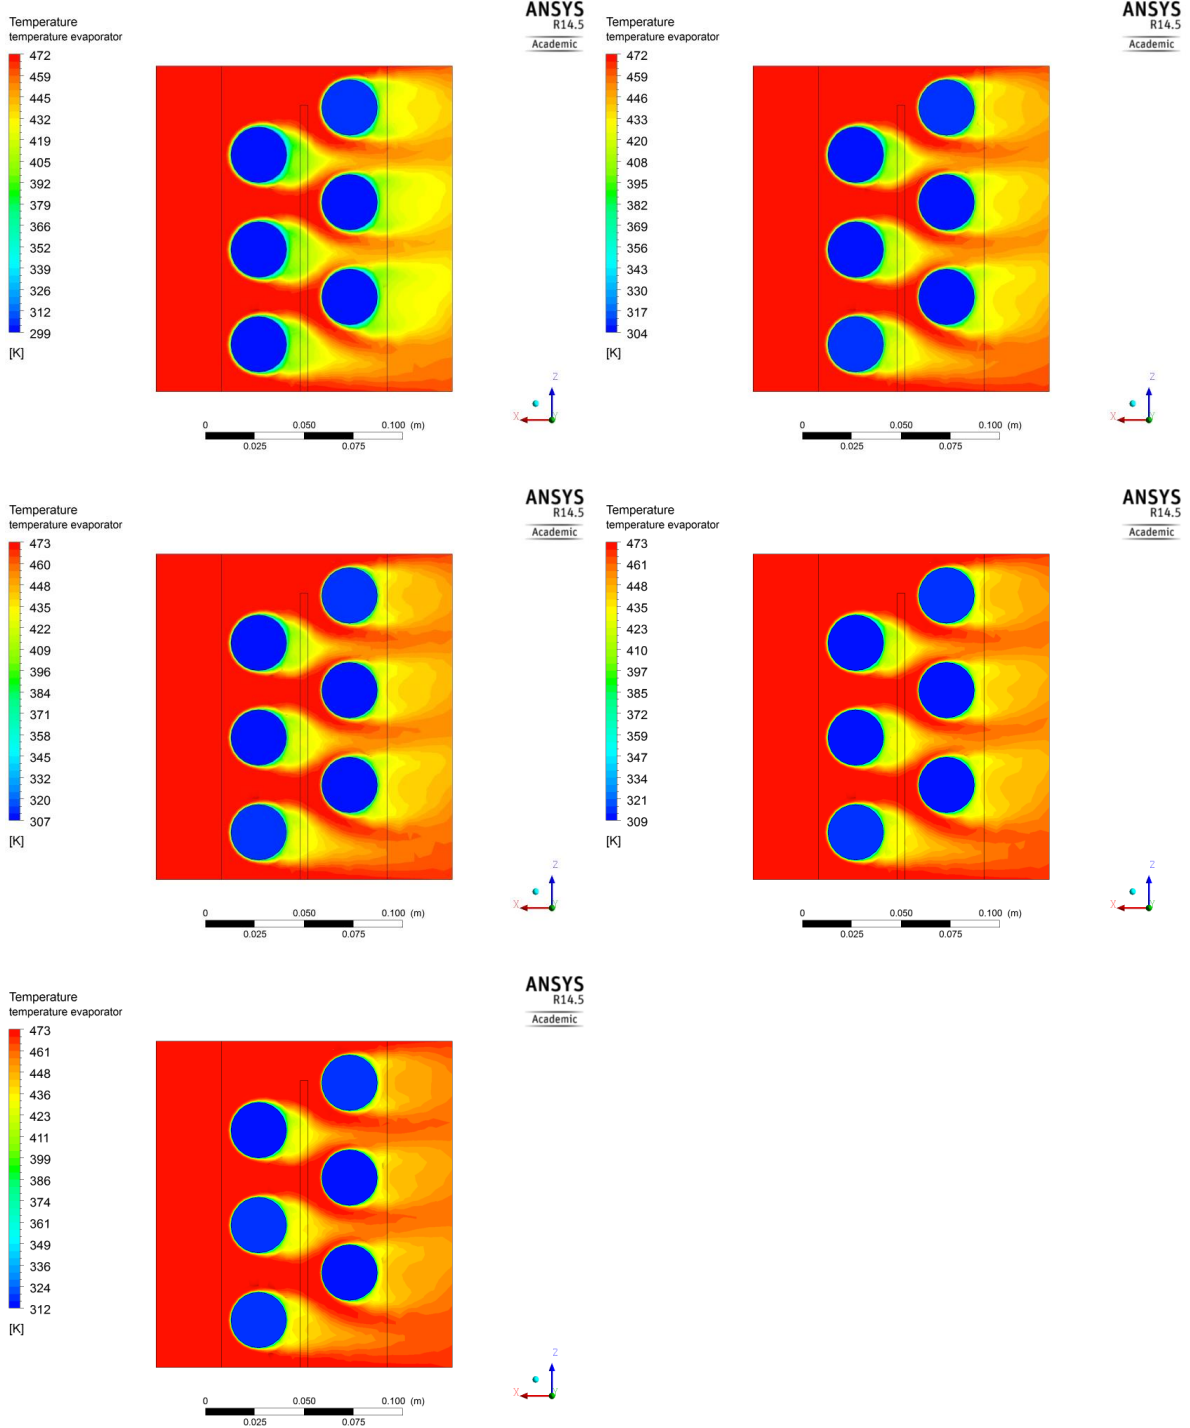 ANSYS
R14.5
Academic
Temperature
temperature evaporator
472
459
445
432
419
405
392
379
366
352
339
326
312
299
[K]
0 0.050 0.100 (m)
0.025 0.075
Z
X
Y
ANSYS
R14.5
Academic
Temperature
temperature evaporator
472
459
446
433
420
408
395
382
369
356
343
330
317
304
[K]
0 0.050 0.100 (m)
0.025 0.075
Z
X
Y
ANSYS
R14.5
Academic
Temperature
temperature evaporator
473
460
448
435
422
409
396
384
371
358
345
332
320
307
[K]
0 0.050 0.100 (m)
0.025 0.075
Z
X
Y
ANSYS
R14.5
Academic
Temperature
temperature evaporator
473
461
448
435
422
410
397
385
372
359
347
334
321
309
[K]
0 0.050 0.100 (m)
0.025 0.075
Z
X
Y
ANSYS
R14.5
Academic
Temperature
temperature evaporator
473
461
448
436
423
411
399
386
374
361
349
336
324
312
[K]
0 0.050 0.100 (m)
0.025 0.075
Z
X
Y